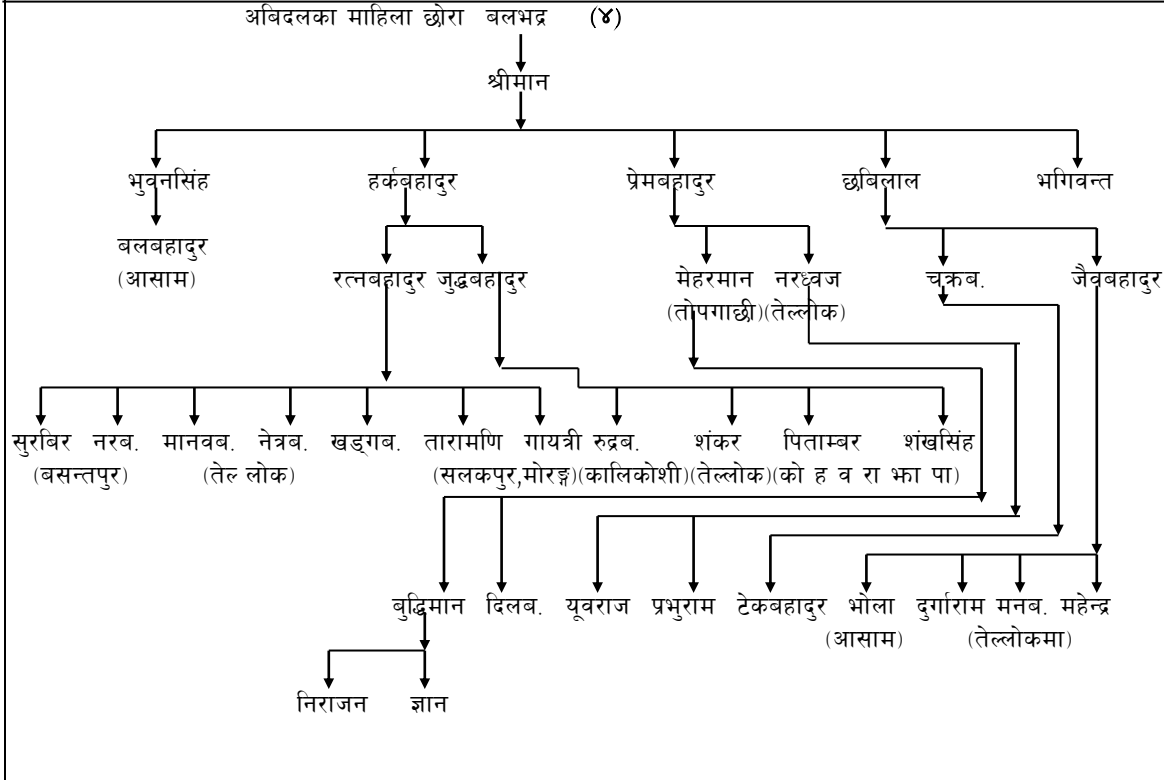 अबिदलका माहिला छोरा बलभद्र (४)
श्रीमान
भुवनसिंह हर्कबहादुर प्रेमबहादुर छबिलाल भगिवन्त
बलबहादुर
(आसाम) रत्नबहादुर जुद्धबहादुर मेहरमान नरध्वज चक्रब. जैवबहादुर
(तोपगाछी)(तेल्लोक)
सुरबिर नरब. मानवब. नेत्रब. खड्गब. तारामणि गायत्री रुद्रब. शंकर पिताम्बर शंखसिंह
(बसन्तपुर) (तेल लोक) (सलकपुर,मोरङ्ग)(कालिकोशी)(तेल्लोक)(को ह व रा झा पा)
बुद्धिमान दिलब. यूवराज प्रभुराम टेकबहादुर भोला दुर्गाराम मनब. महेन्द्र
(आसाम) (तेल्लोकमा)
निराजन ज्ञान